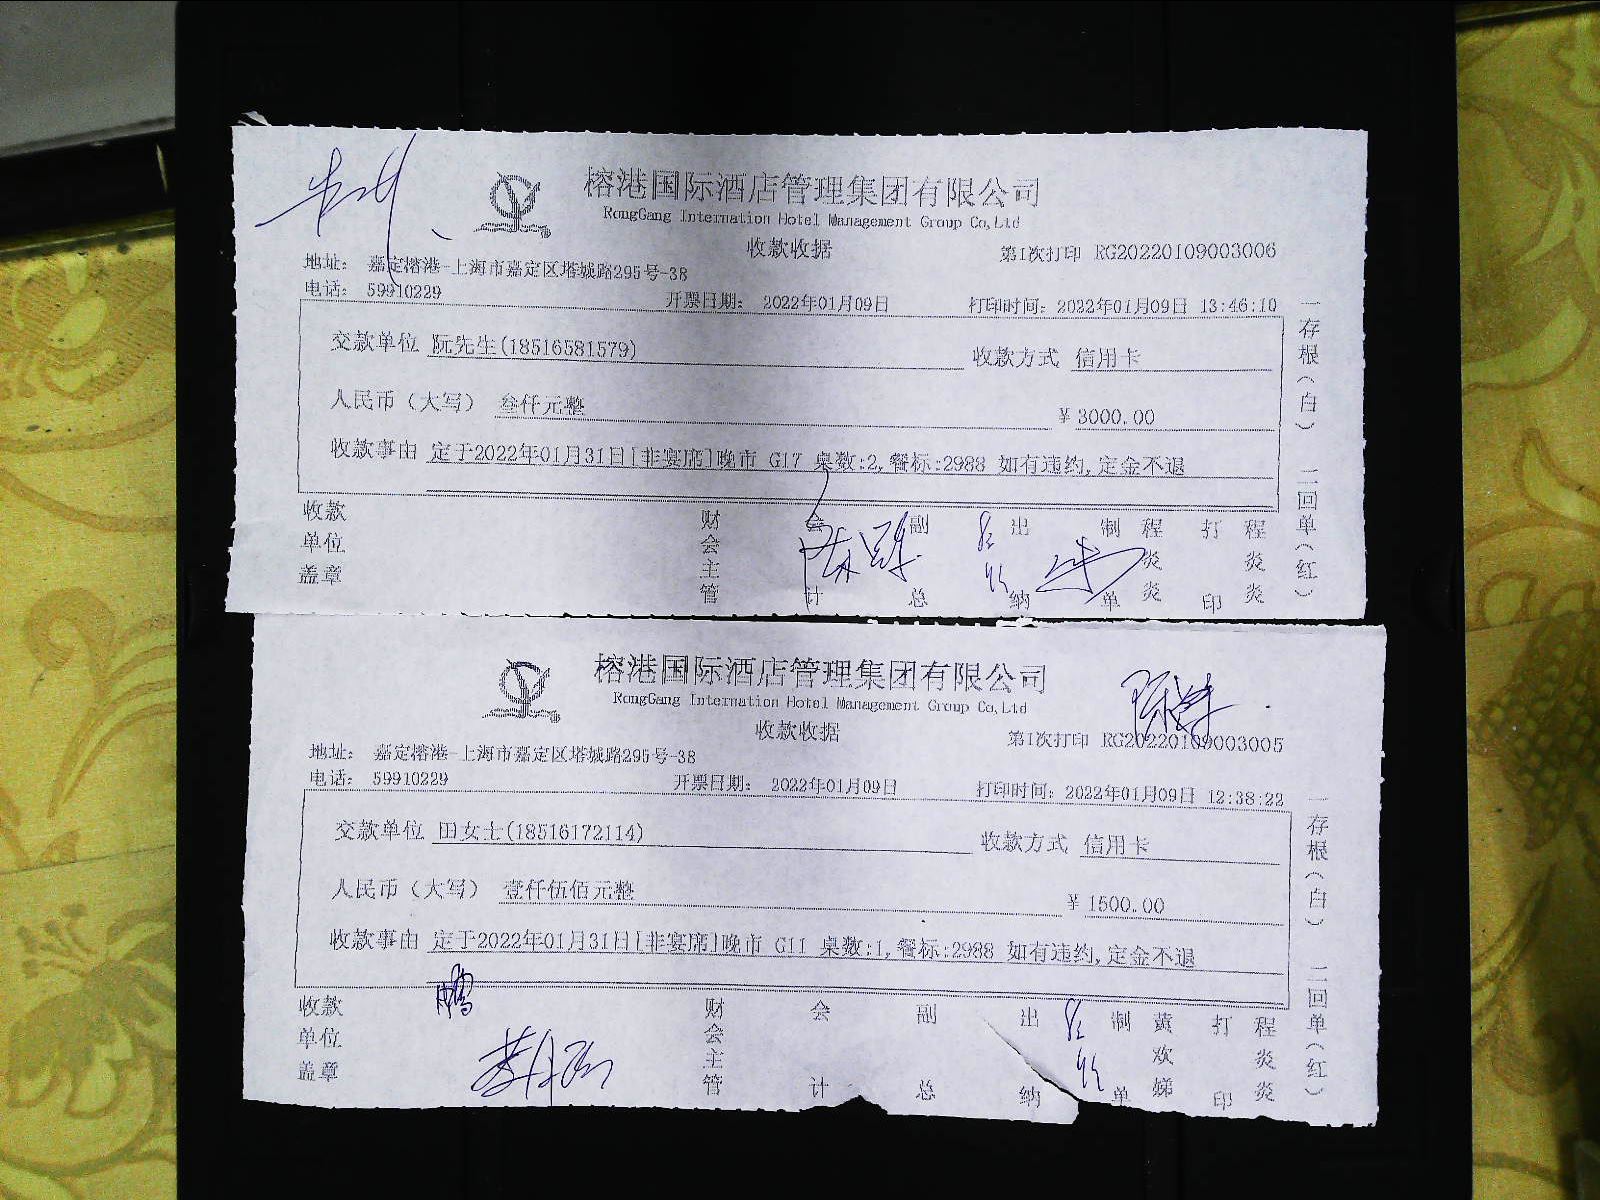 榕港国际酒店管理集团有限公司
RongGang Internation Hotel Management Group Co,Ltd
收款收据
第1次打印 RG20220109003006
地址： 嘉定榕港-上海市嘉定区塔城路295号-38
电话： 59910229
开票日期： 2022年01月09日
打印时间：2022年01月09日 13:46:10
交款单位 阮先生(18516581579)
收款方式 信用卡
人民币（大写） 叁仟元整
¥3000.00
收款事由 定于2022年01月31日[非宴席]晚市 G17 桌数:2,餐标:2988 如有违约,定金不退
收款单位盖章 财会主管 会计 副总 出纳 制单 程炎炎 打印 程炎炎
一存根（白） 二回单（红）
榕港国际酒店管理集团有限公司
RongGang Internation Hotel Management Group Co,Ltd
收款收据
第1次打印 RG20220109003005
地址： 嘉定榕港-上海市嘉定区塔城路295号-38
电话： 59910229
开票日期： 2022年01月09日
打印时间：2022年01月09日 12:38:22
交款单位 田女士(18516172114)
收款方式 信用卡
人民币（大写） 壹仟伍佰元整
¥1500.00
收款事由 定于2022年01月31日[非宴席]晚市 G11 桌数:1,餐标:2988 如有违约,定金不退
收款单位盖章 财会主管 会计 副总 出纳 制单 黄欢娣 打印 程炎炎
一存根（白） 二回单（红）